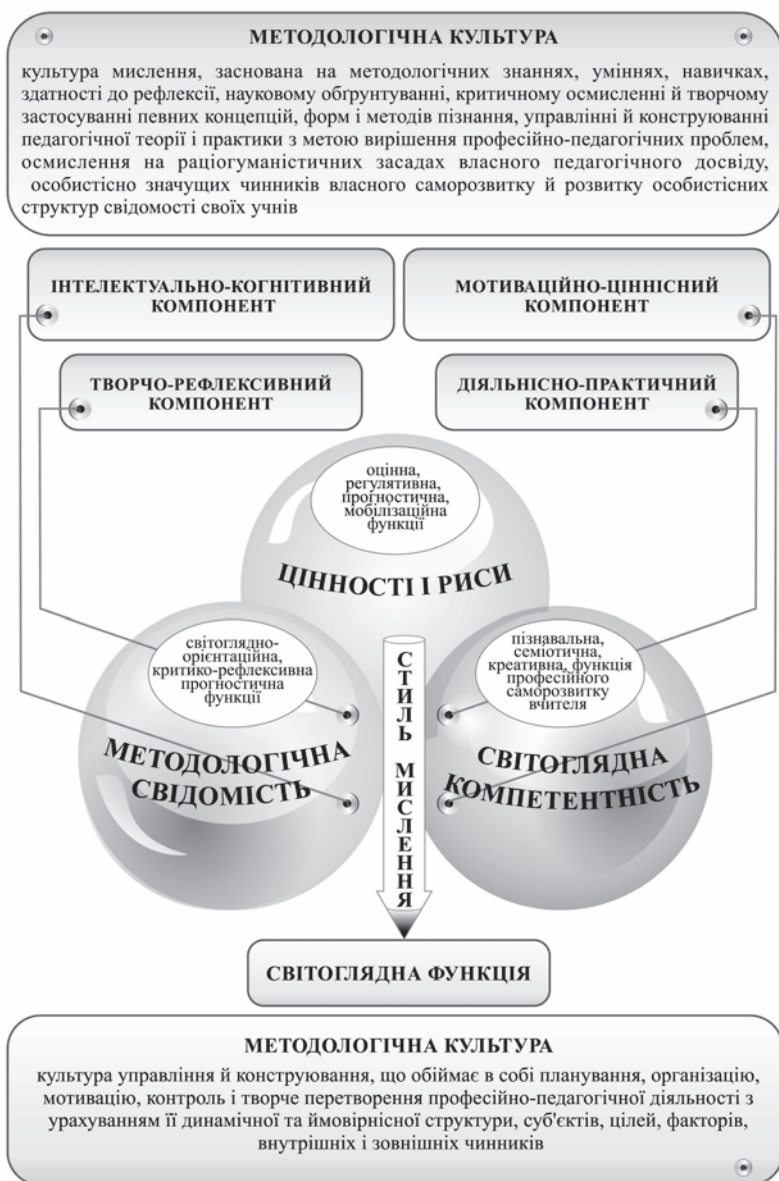 МЕТОДОЛОГІЧНА КУЛЬТУРА
культура мислення, заснована на методологічних знаннях, уміннях, навичках,
здатності до рефлексії, науковому обґрунтуванні, критичному осмисленні й творчому
застосуванні певних концепцій, форм і методів пізнання, управлінні й конструюванні
педагогічної теорії і практики з метою вирішення професійно-педагогічних проблем,
осмислення на раціогуманістичних засадах власного педагогічного досвіду,
особистісно значущих чинників власного саморозвитку й розвитку особистісних
структур свідомості своїх учнів
ІНТЕЛЕКТУАЛЬНО-КОГНІТИВНИЙ
КОМПОНЕНТ
МОТИВАЦІЙНО-ЦІННІСНИЙ
КОМПОНЕНТ
ТВОРЧО-РЕФЛЕКСИВНИЙ
КОМПОНЕНТ
ДІЯЛЬНІСНО-ПРАКТИЧНИЙ
КОМПОНЕНТ
оцінна,
регулятивна,
прогностична,
мобілізаційна
функції
ЦІННОСТІ І РИСИ
світоглядно-
орієнтаційна,
критико-рефлексивна
прогностична
функції
МЕТОДОЛОГІЧНА
СВІДОМІСТЬ
СТИЛЬ МИСЛЕННЯ
пізнавальна,
семіотична,
креативна, функція
професійного
саморозвитку
вчителя
СВІТОГЛЯДНА
КОМПЕТЕНТНІСТЬ
СВІТОГЛЯДНА ФУНКЦІЯ
МЕТОДОЛОГІЧНА КУЛЬТУРА
культура управління й конструювання, що обіймає в собі планування, організацію,
мотивацію, контроль і творче перетворення професійно-педагогічної діяльності з
урахуванням її динамічної та ймовірнісної структури, суб'єктів, цілей, факторів,
внутрішніх і зовнішніх чинників